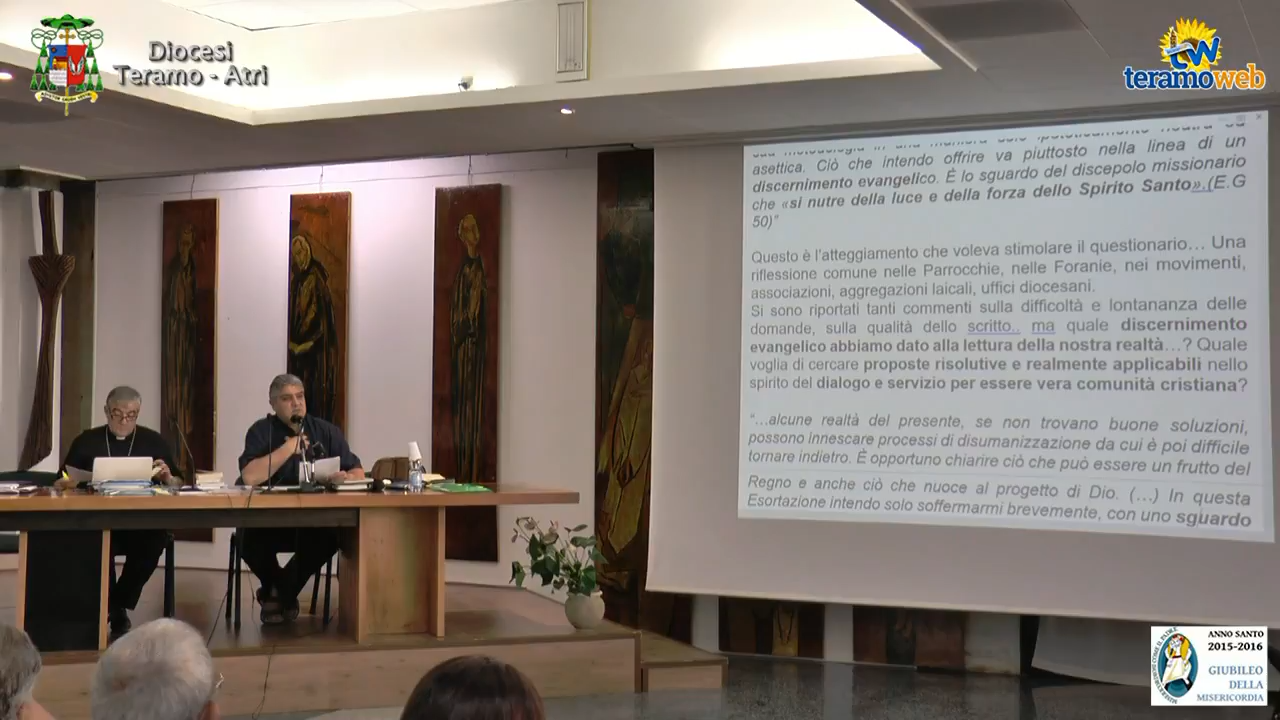 Diocesi
Teramo - Atri
teramoweb
asettica. Ciò che intendo offrire va piuttosto nella linea di un
discernimento evangelico. È lo sguardo del discepolo missionario
che «si nutre della luce e della forza dello Spirito Santo».(E.G
50)"
Questo è l'atteggiamento che voleva stimolare il questionario… Una
riflessione comune nelle Parrocchie, nelle Foranie, nei movimenti,
associazioni, aggregazioni laicali, uffici diocesani.
Si sono riportati tanti commenti sulla difficoltà e lontananza delle
domande, sulla qualità dello scritto.. ma quale discernimento
evangelico abbiamo dato alla lettura della nostra realtà…? Quale
voglia di cercare proposte risolutive e realmente applicabili nello
spirito del dialogo e servizio per essere vera comunità cristiana?
"…alcune realtà del presente, se non trovano buone soluzioni,
possono innescare processi di disumanizzazione da cui è poi difficile
tornare indietro. È opportuno chiarire ciò che può essere un frutto del
Regno e anche ciò che nuoce al progetto di Dio. (…) In questa
Esortazione intendo solo soffermarmi brevemente, con uno sguardo
ANNO SANTO
2015-2016
GIUBILEO
DELLA
MISERICORDIA